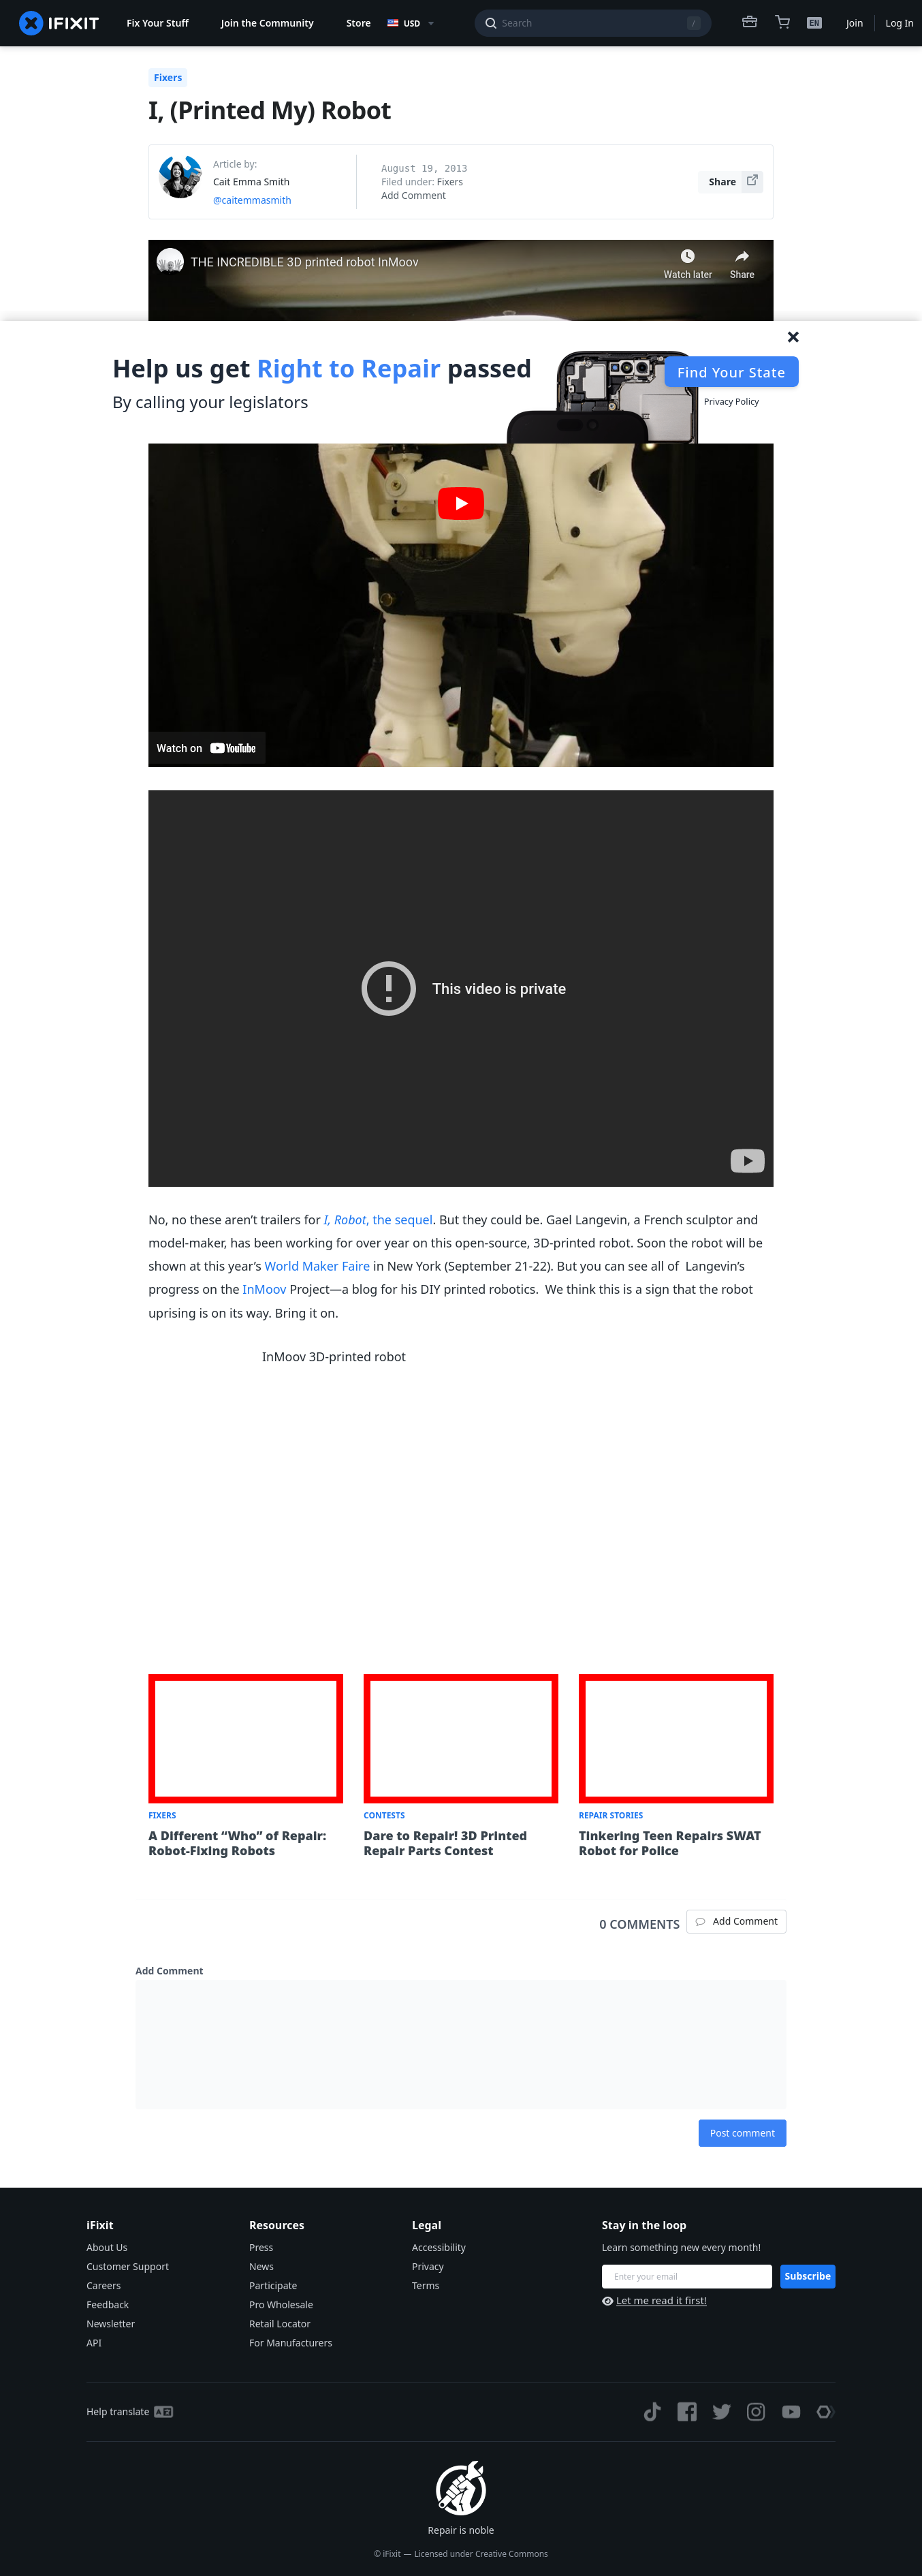 IFIXIT
Fix Your Stuff
Join the Community
Store
USD
Search
/
EN
Join
Log In
Fixers
I, (Printed My) Robot
Article by:
Cait Emma Smith
@caitemmasmith
August 19, 2013
Filed under: Fixers
Add Comment
Share
THE INCREDIBLE 3D printed robot InMoov
Watch later
Share
Help us get Right to Repair passed
By calling your legislators
Find Your State
Privacy Policy
Watch on YouTube
This video is private
No, no these aren’t trailers for I, Robot, the sequel. But they could be. Gael Langevin, a French sculptor and
model-maker, has been working for over year on this open-source, 3D-printed robot. Soon the robot will be
shown at this year’s World Maker Faire in New York (September 21-22). But you can see all of  Langevin’s
progress on the InMoov Project—a blog for his DIY printed robotics.  We think this is a sign that the robot
uprising is on its way. Bring it on.
InMoov 3D-printed robot
FIXERS
A Different “Who” of Repair:
Robot-Fixing Robots
CONTESTS
Dare to Repair! 3D Printed
Repair Parts Contest
REPAIR STORIES
Tinkering Teen Repairs SWAT
Robot for Police
0 COMMENTS
Add Comment
Add Comment
Post comment
iFixit
About Us
Customer Support
Careers
Feedback
Newsletter
API
Resources
Press
News
Participate
Pro Wholesale
Retail Locator
For Manufacturers
Legal
Accessibility
Privacy
Terms
Stay in the loop
Learn something new every month!
Enter your email
Subscribe
Let me read it first!
Help translate
Repair is noble
© iFixit — Licensed under Creative Commons